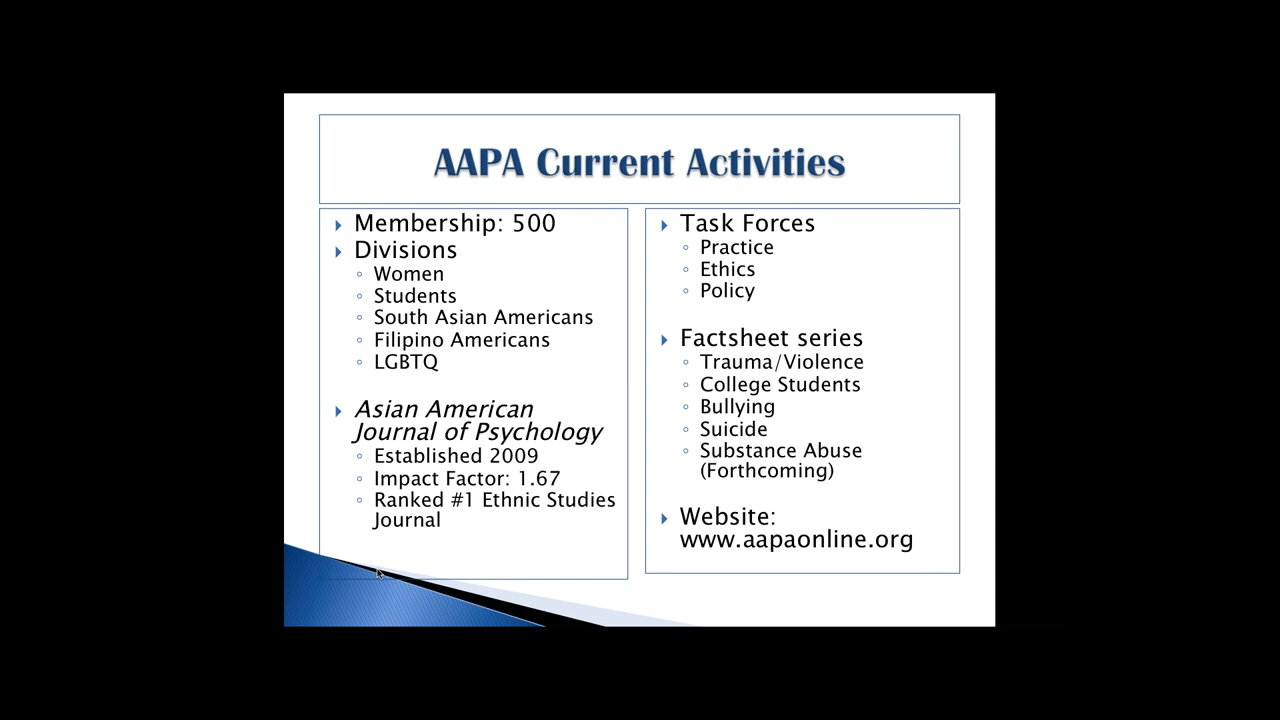 AAPA Current Activities
Membership: 500
Divisions
Women
Students
South Asian Americans
Filipino Americans
LGBTQ
Asian American
Journal of Psychology
Established 2009
Impact Factor: 1.67
Ranked #1 Ethnic Studies
Journal
Task Forces
Practice
Ethics
Policy
Factsheet series
Trauma/Violence
College Students
Bullying
Suicide
Substance Abuse
(Forthcoming)
Website:
www.aapaonline.org